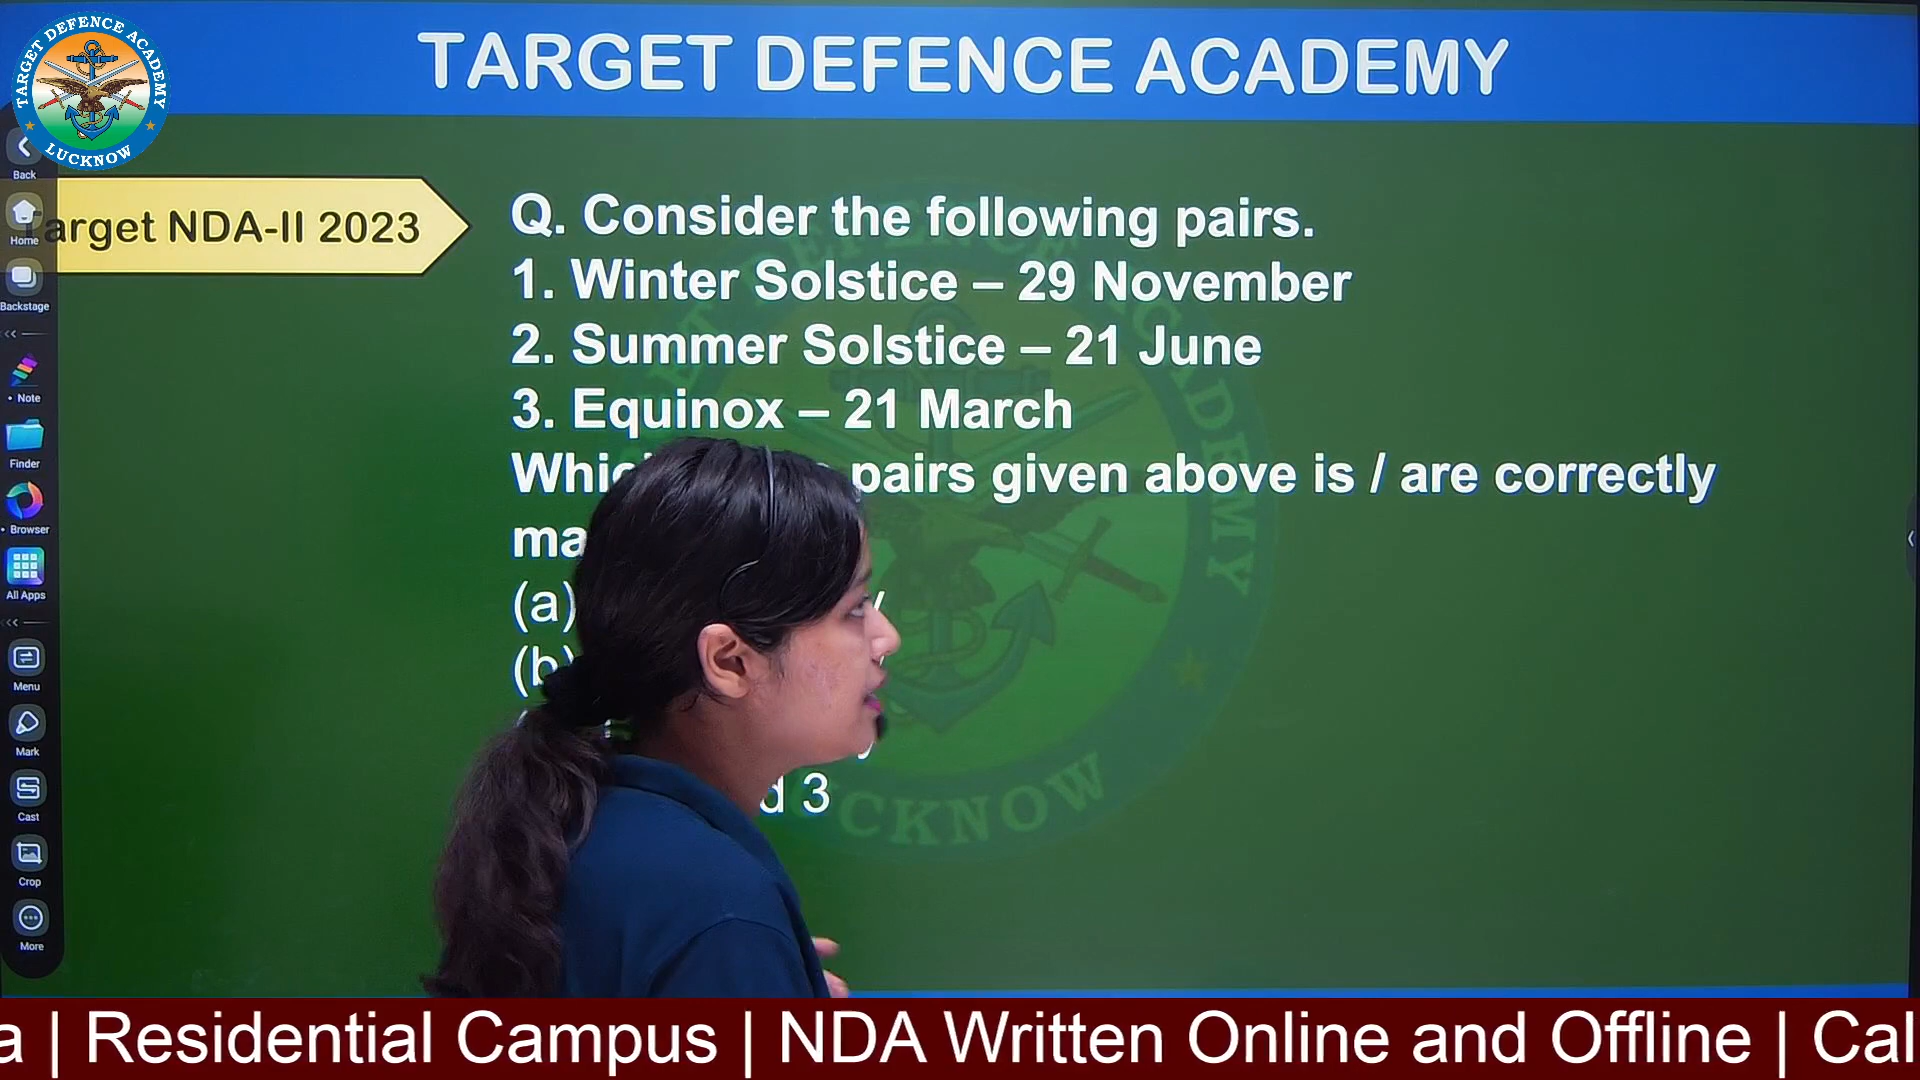 TARGET DEFENCE ACADEMY
TARGET DEFENCE ACADEMY
LUCKNOW
Back
Home
Backstage
Note
Finder
Browser
All Apps
Menu
Mark
Cast
Crop
More
arget NDA-II 2023
Q. Consider the following pairs.
1. Winter Solstice – 29 November
2. Summer Solstice – 21 June
3. Equinox – 21 March
pairs given above is / are correctly
(a)
(b)
3
LUCKNOW
a | Residential Campus | NDA Written Online and Offline | Cal